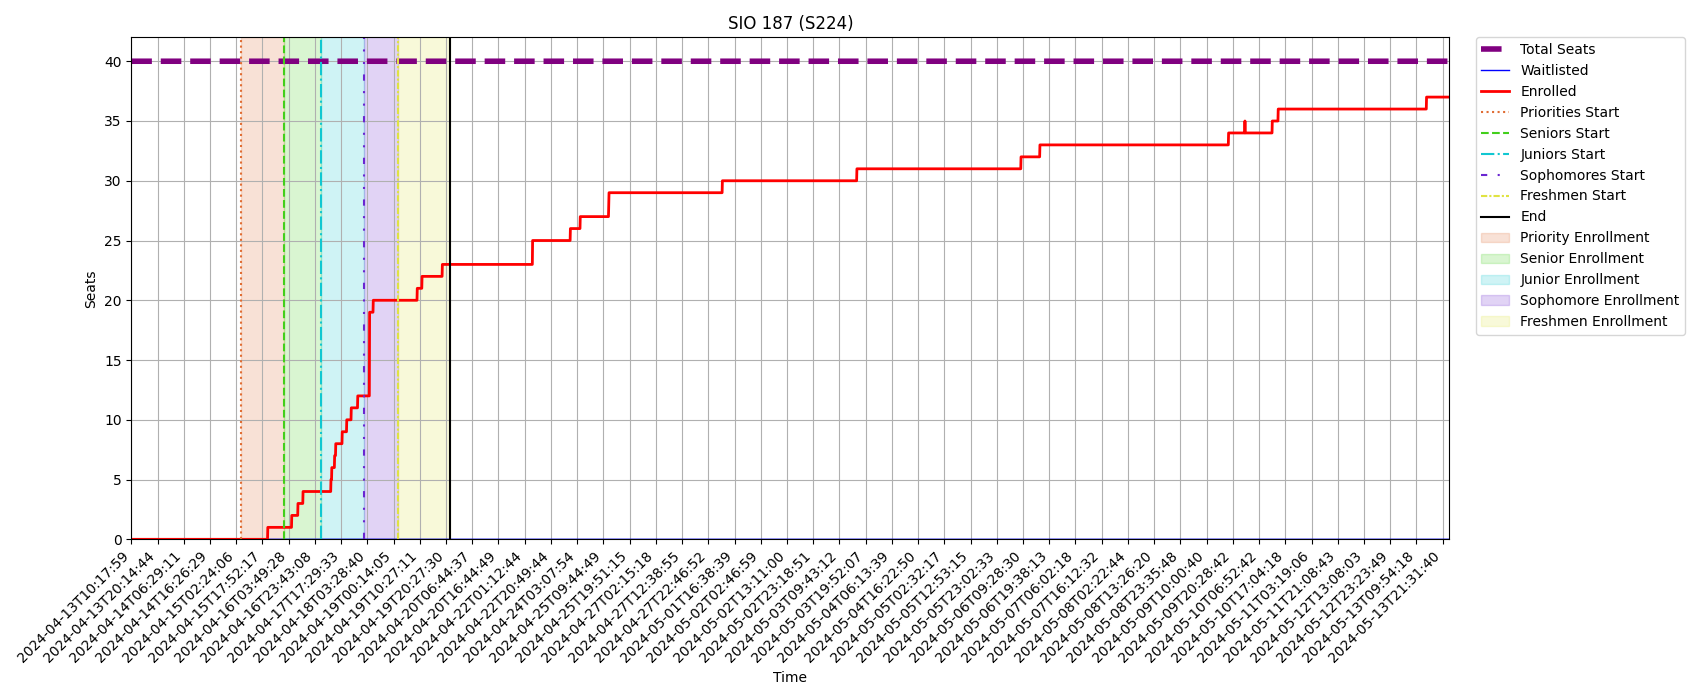 SIO 187 (S224)
Seats
40
35
30
25
20
15
10
5
0
2024-04-13T10:17:59
2024-04-13T20:14:44
2024-04-14T06:29:11
2024-04-14T16:26:29
2024-04-15T02:24:06
2024-04-15T17:52:17
2024-04-16T03:49:28
2024-04-16T23:43:08
2024-04-17T17:29:33
2024-04-18T03:28:40
2024-04-19T00:14:05
2024-04-19T10:27:11
2024-04-19T20:27:30
2024-04-20T06:44:37
2024-04-20T16:44:49
2024-04-22T01:12:44
2024-04-22T20:49:44
2024-04-24T03:07:54
2024-04-25T09:44:49
2024-04-25T19:51:15
2024-04-27T02:15:18
2024-04-27T12:38:55
2024-04-27T22:46:52
2024-05-01T16:38:39
2024-05-02T02:46:59
2024-05-02T13:11:00
2024-05-02T23:18:51
2024-05-03T09:43:12
2024-05-03T19:52:07
2024-05-04T06:13:39
2024-05-04T16:22:50
2024-05-05T02:32:17
2024-05-05T12:53:15
2024-05-05T23:02:33
2024-05-06T09:28:30
2024-05-06T19:38:13
2024-05-07T06:02:18
2024-05-07T16:12:32
2024-05-08T02:22:44
2024-05-08T13:26:20
2024-05-08T23:35:48
2024-05-09T10:00:40
2024-05-09T20:28:42
2024-05-10T06:52:42
2024-05-10T17:04:18
2024-05-11T03:19:06
2024-05-11T21:08:43
2024-05-12T13:08:03
2024-05-12T23:23:49
2024-05-13T09:54:18
2024-05-13T21:31:40
Time
Total Seats
Waitlisted
Enrolled
Priorities Start
Seniors Start
Juniors Start
Sophomores Start
Freshmen Start
End
Priority Enrollment
Senior Enrollment
Junior Enrollment
Sophomore Enrollment
Freshmen Enrollment